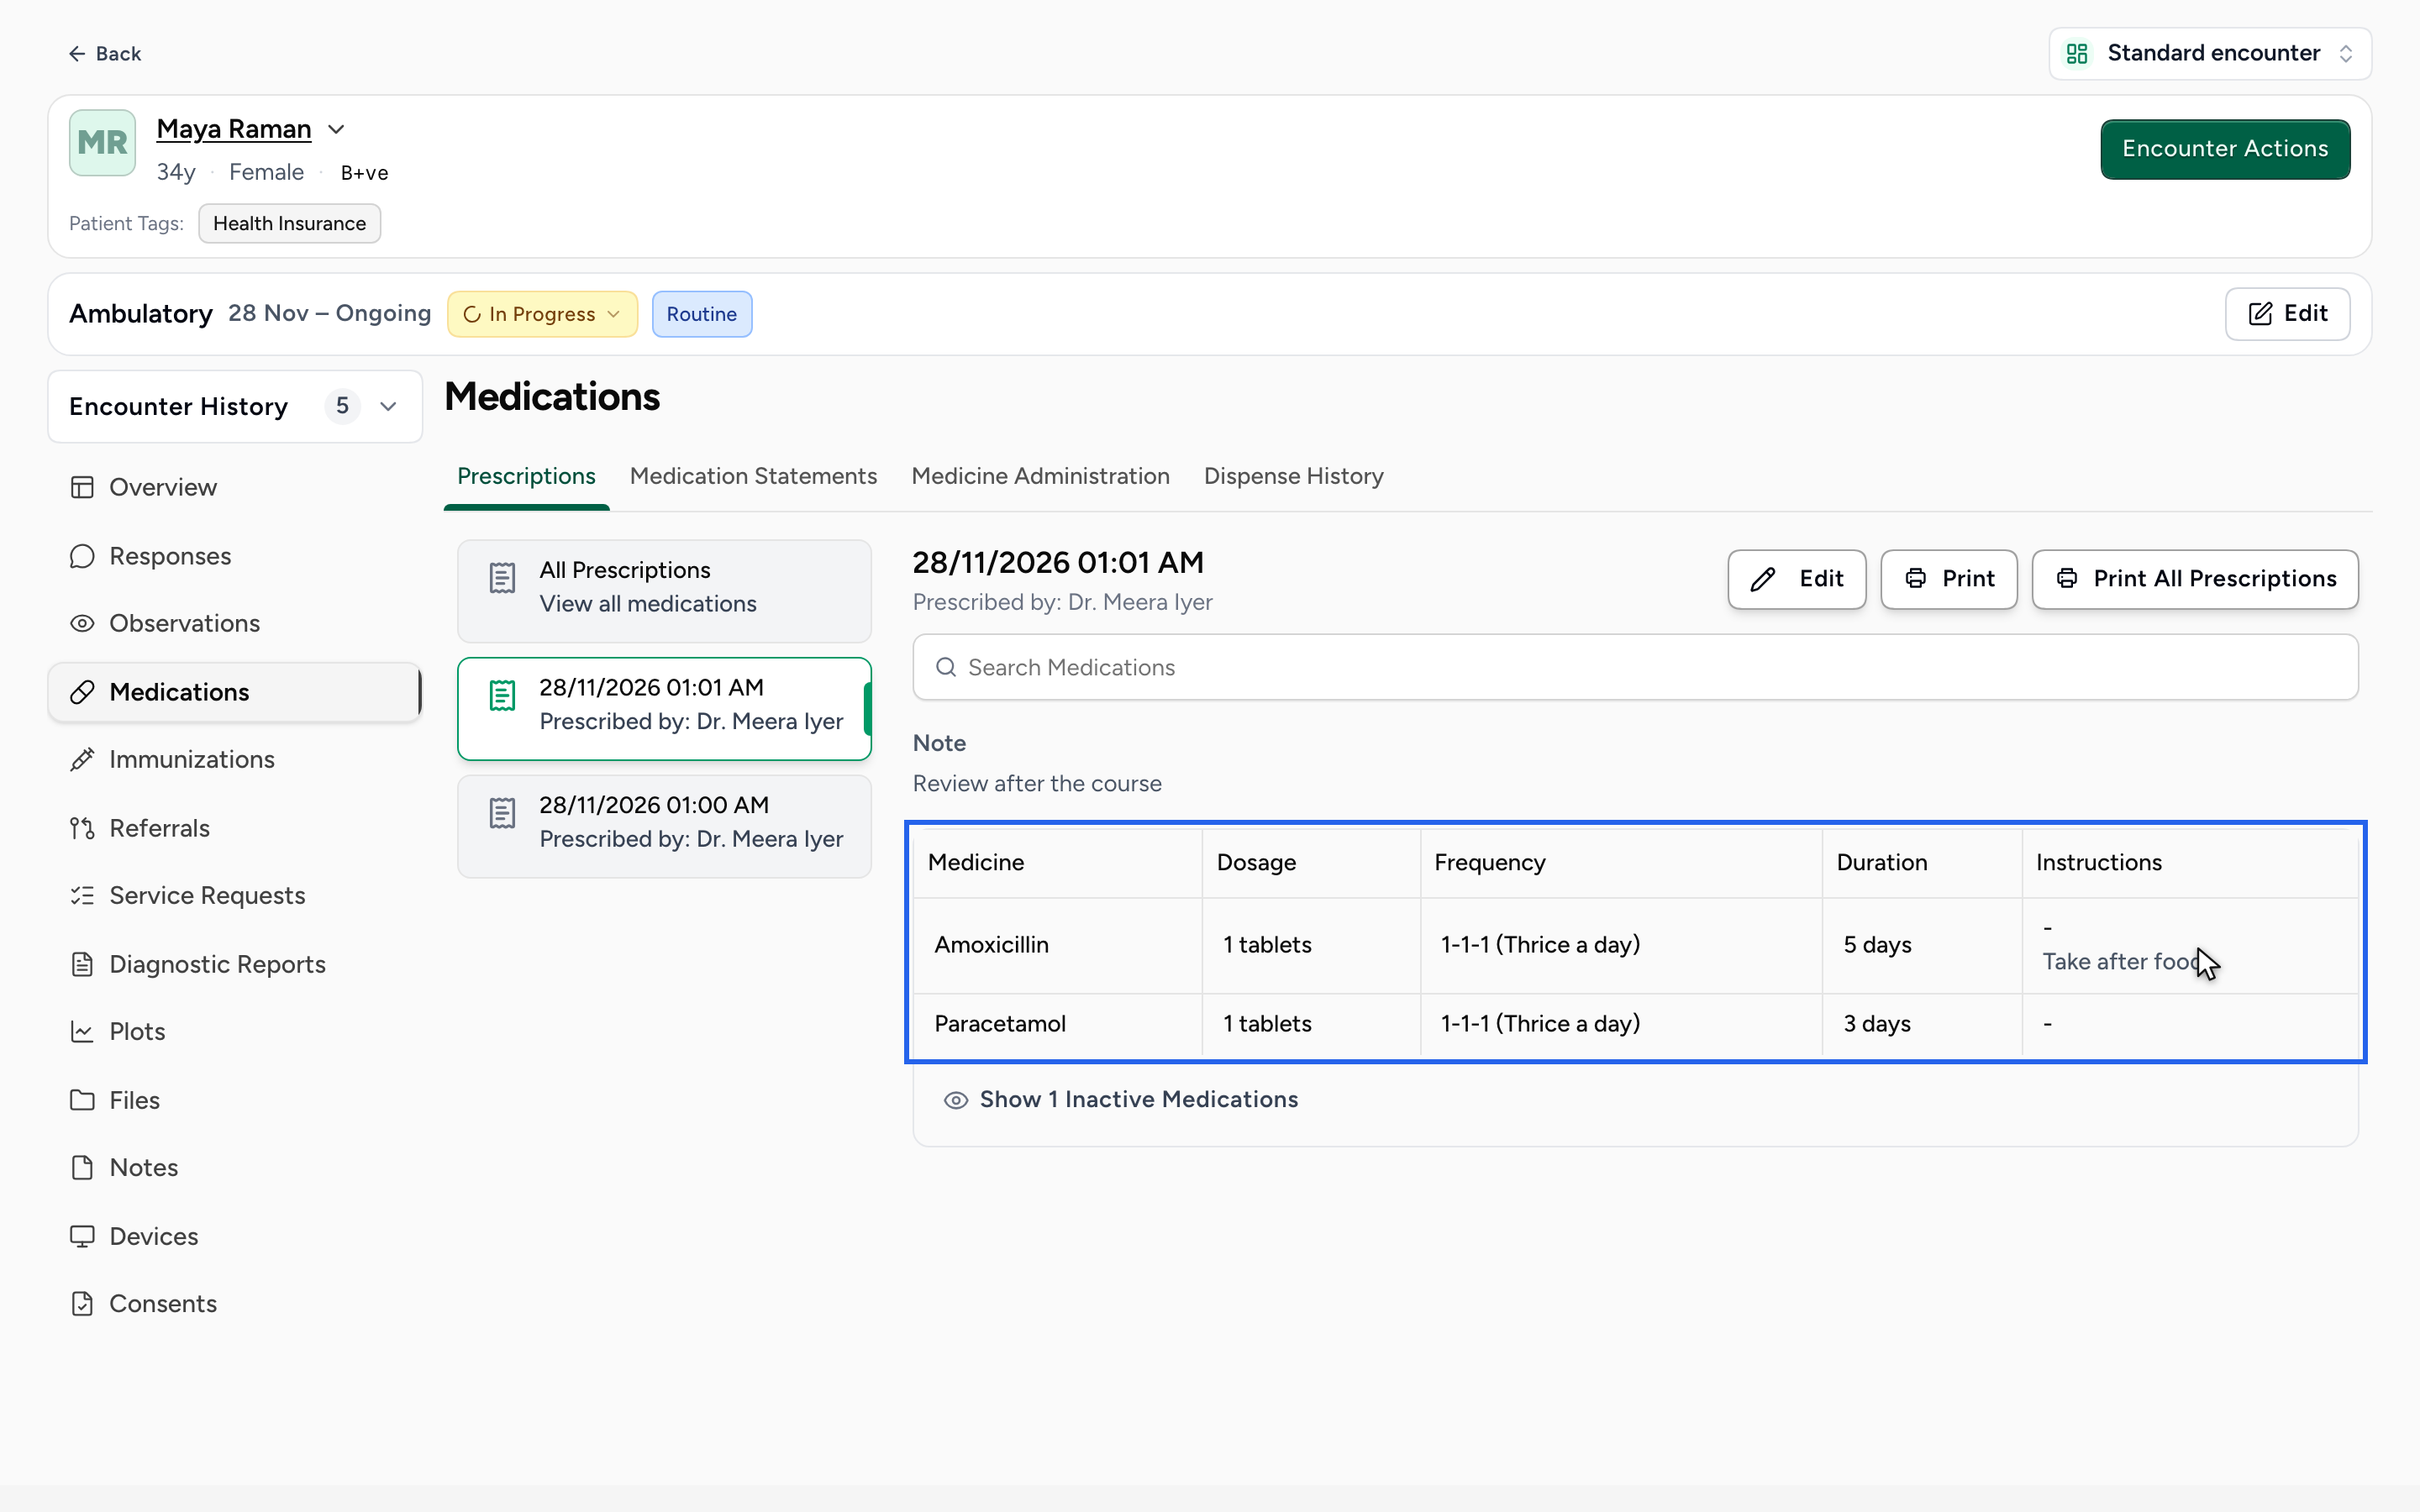 Back
Standard encounter
MR
Maya Raman
34y · Female · B+ve
Encounter Actions
Patient Tags: Health Insurance
Ambulatory 28 Nov – Ongoing In Progress Routine
Edit
Encounter History 5
Overview
Responses
Observations
Medications
Immunizations
Referrals
Service Requests
Diagnostic Reports
Plots
Files
Notes
Devices
Consents
Medications
Prescriptions Medication Statements Medicine Administration Dispense History
All Prescriptions
View all medications
28/11/2026 01:01 AM
Prescribed by: Dr. Meera Iyer
28/11/2026 01:00 AM
Prescribed by: Dr. Meera Iyer
28/11/2026 01:01 AM
Prescribed by: Dr. Meera Iyer
Edit Print Print All Prescriptions
Search Medications
Note
Review after the course
Medicine Dosage Frequency Duration Instructions
Amoxicillin 1 tablets 1-1-1 (Thrice a day) 5 days -
Take after food
Paracetamol 1 tablets 1-1-1 (Thrice a day) 3 days -
Show 1 Inactive Medications